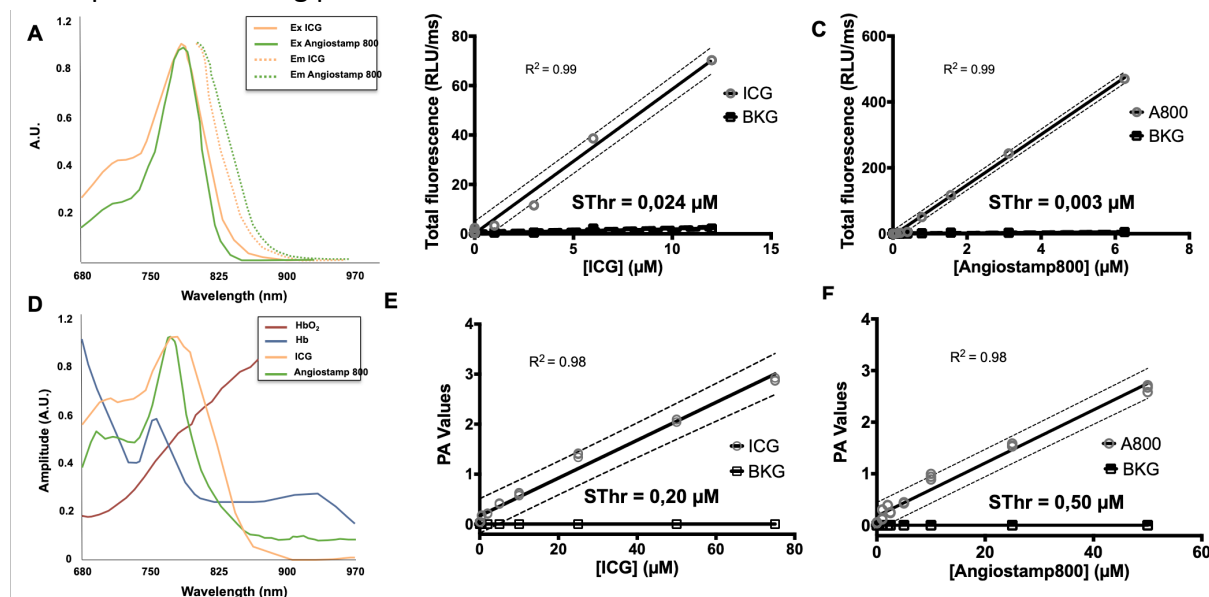 A
1.2
1.0
0.8
0.6
0.4
0.2
A.U.
680
750
825
900
970
Wavelength (nm)
Ex ICG
Ex Angiostamp 800
Em ICG
Em Angiostamp 800
80
60
40
20
0
Total fluorescence (RLU/ms)
R² = 0.99
ICG
BKG
SThr = 0,024 µM
0
5
10
15
[ICG] (µM)
C
600
400
200
0
Total fluorescence (RLU/ms)
R² = 0.99
A800
BKG
SThr = 0,003 µM
0
2
4
6
8
[Angiostamp800] (µM)
D
1.2
1.0
0.8
0.6
0.4
0.2
0
Amplitude (A.U.)
680
750
825
900
970
Wavelength (nm)
HbO₂
Hb
ICG
Angiostamp 800
E
4
3
2
1
0
PA Values
R² = 0.98
ICG
BKG
SThr = 0,20 µM
0
20
40
60
80
[ICG] (µM)
F
4
3
2
1
0
PA Values
R² = 0.98
A800
BKG
SThr = 0,50 µM
0
20
40
60
[Angiostamp800] (µM)